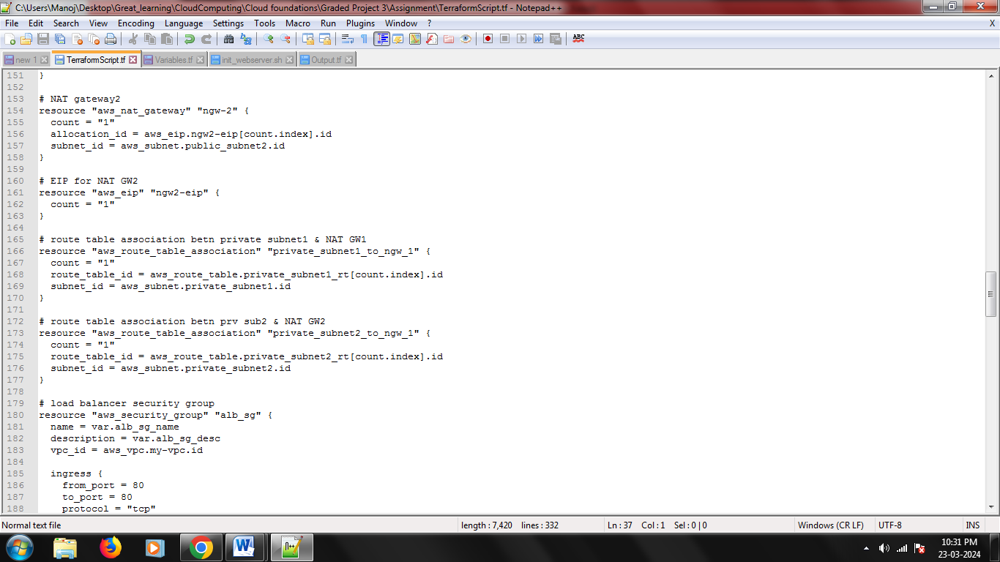 C:\Users\Manoj\Desktop\Great_learning\CloudComputing\Cloud foundations\Graded Project 3\Assignment\TerraformScript.tf - Notepad++
File Edit Search View Encoding Language Settings Tools Macro Run Plugins Window ? X
new 1 TerraformScript.tf Variables.tf init_webserver.sh Output.tf
151 }
152
153 # NAT gateway2
154 resource "aws_nat_gateway" "ngw-2" {
155 count = "1"
156 allocation_id = aws_eip.ngw2-eip[count.index].id
157 subnet_id = aws_subnet.public_subnet2.id
158 }
159
160 # EIP for NAT GW2
161 resource "aws_eip" "ngw2-eip" {
162 count = "1"
163 }
164
165 # route table association betn private subnet1 & NAT GW1
166 resource "aws_route_table_association" "private_subnet1_to_ngw_1" {
167 count = "1"
168 route_table_id = aws_route_table.private_subnet1_rt[count.index].id
169 subnet_id = aws_subnet.private_subnet1.id
170 }
171
172 # route table association betn prv sub2 & NAT GW2
173 resource "aws_route_table_association" "private_subnet2_to_ngw_1" {
174 count = "1"
175 route_table_id = aws_route_table.private_subnet2_rt[count.index].id
176 subnet_id = aws_subnet.private_subnet2.id
177 }
178
179 # load balancer security group
180 resource "aws_security_group" "alb_sg" {
181 name = var.alb_sg_name
182 description = var.alb_sg_desc
183 vpc_id = aws_vpc.my-vpc.id
184
185 ingress {
186 from_port = 80
187 to_port = 80
188 protocol = "tcp"
Normal text file length : 7,420 lines : 332 Ln : 37 Col : 1 Sel : 0 | 0 Windows (CR LF) UTF-8 INS
10:31 PM
23-03-2024